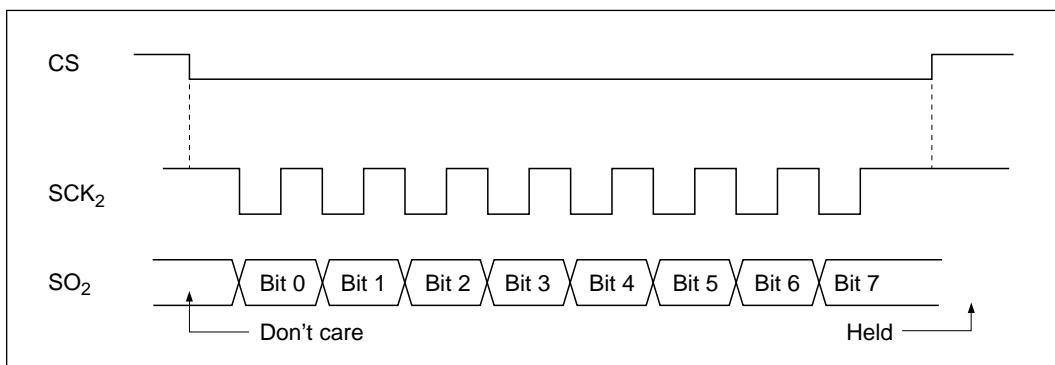 CS
SCK₂
SO₂ Bit 0 Bit 1 Bit 2 Bit 3 Bit 4 Bit 5 Bit 6 Bit 7
Don't care Held